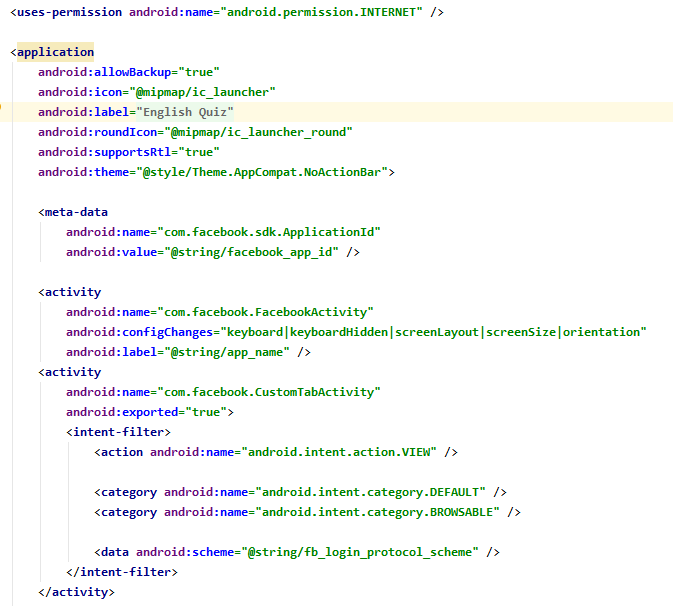 <uses-permission android:name="android.permission.INTERNET" />
<application
android:allowBackup="true"
android:icon="@mipmap/ic_launcher"
android:label="English Quiz"
android:roundIcon="@mipmap/ic_launcher_round"
android:supportsRtl="true"
android:theme="@style/Theme.AppCompat.NoActionBar">
<meta-data
android:name="com.facebook.sdk.ApplicationId"
android:value="@string/facebook_app_id" />
<activity
android:name="com.facebook.FacebookActivity"
android:configChanges="keyboard|keyboardHidden|screenLayout|screenSize|orientation"
android:label="@string/app_name" />
<activity
android:name="com.facebook.CustomTabActivity"
android:exported="true">
<intent-filter>
<action android:name="android.intent.action.VIEW" />
<category android:name="android.intent.category.DEFAULT" />
<category android:name="android.intent.category.BROWSABLE" />
<data android:scheme="@string/fb_login_protocol_scheme" />
</intent-filter>
</activity>